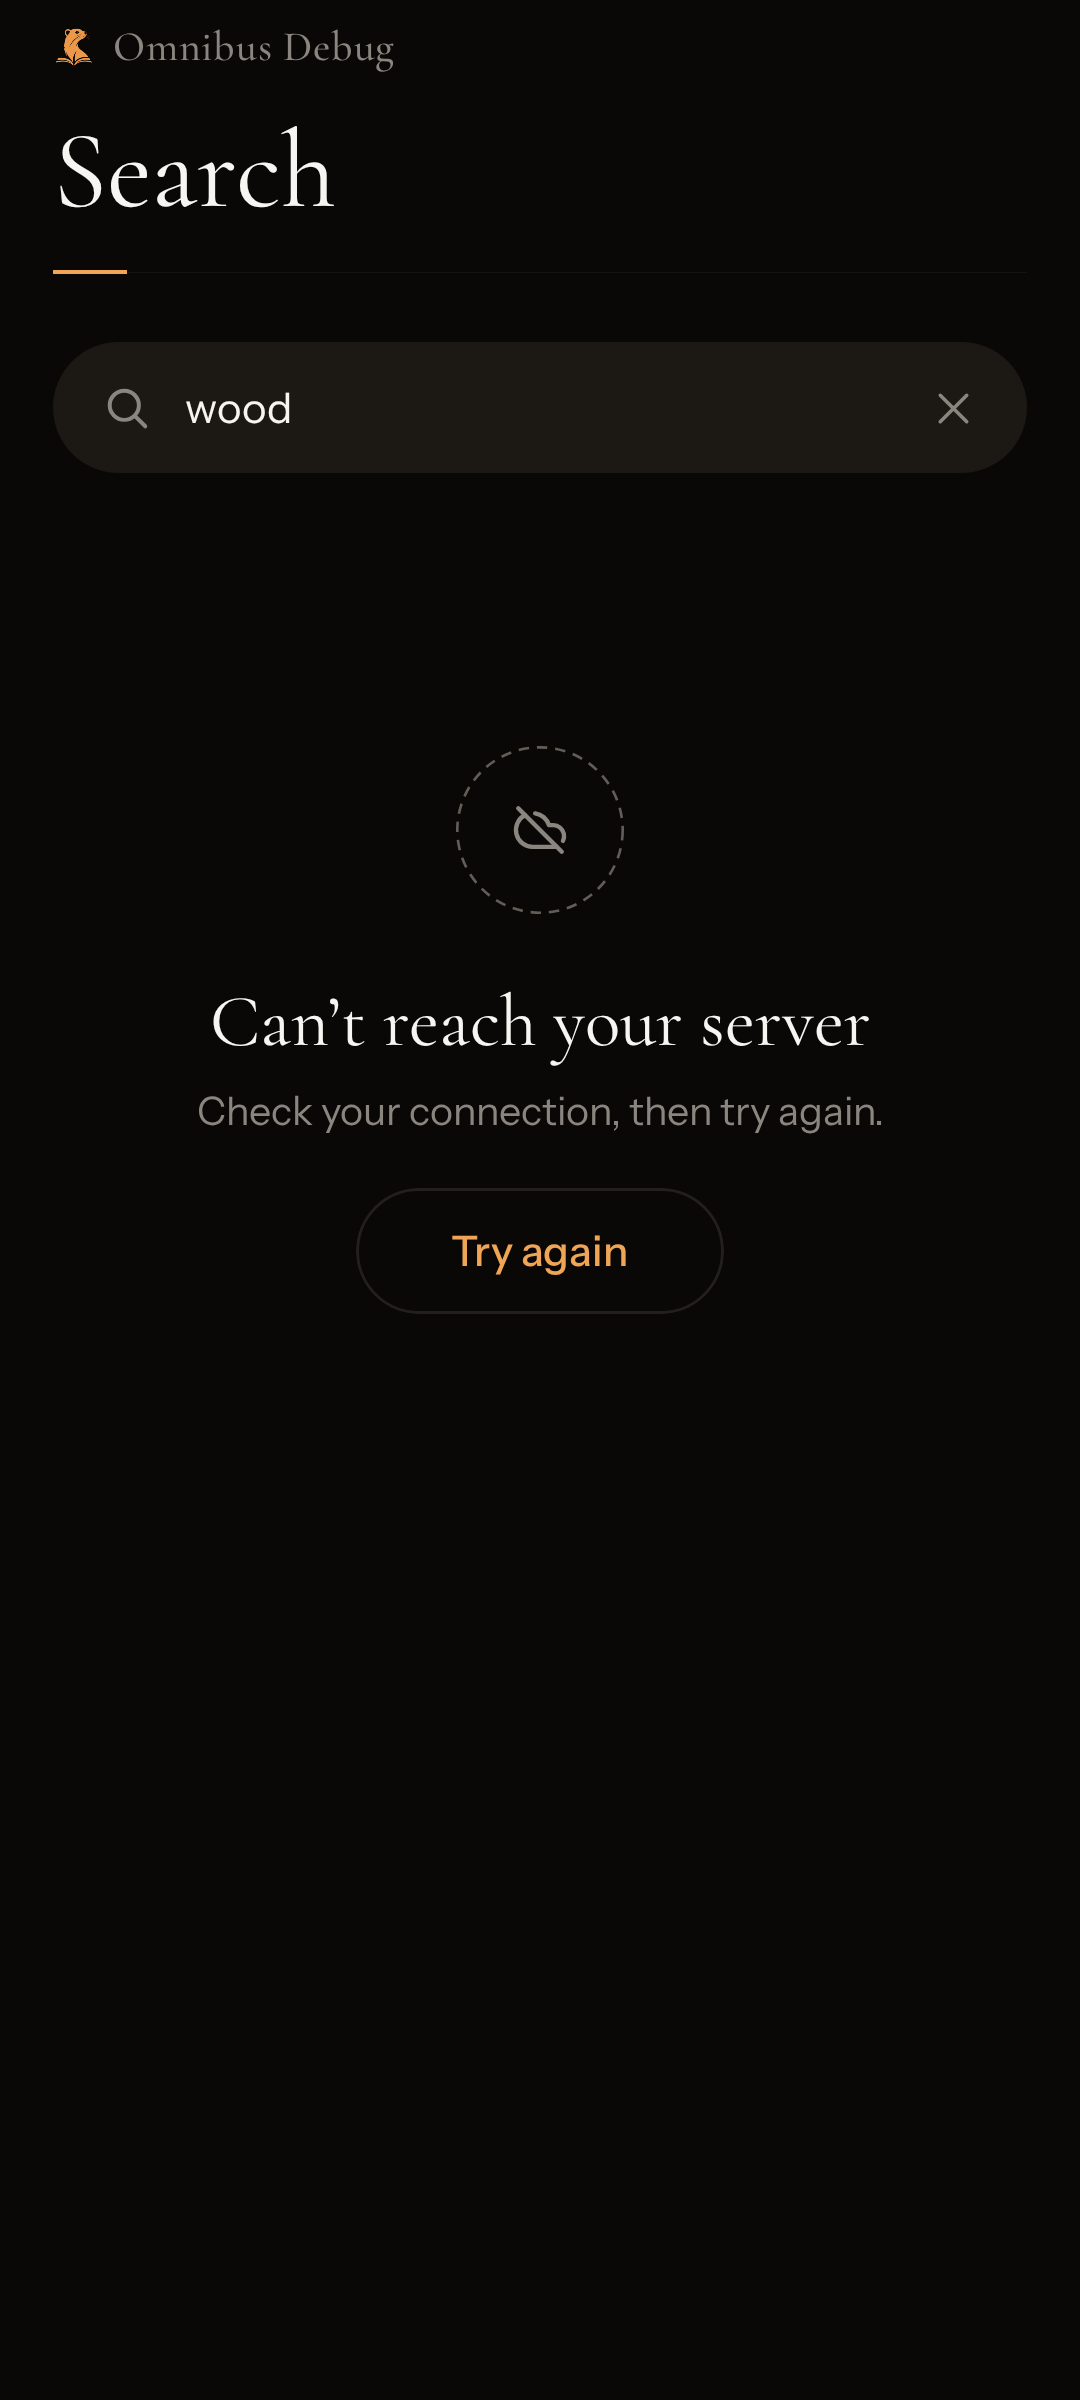 Omnibus Debug
Search
wood
Can’t reach your server
Check your connection, then try again.
Try again